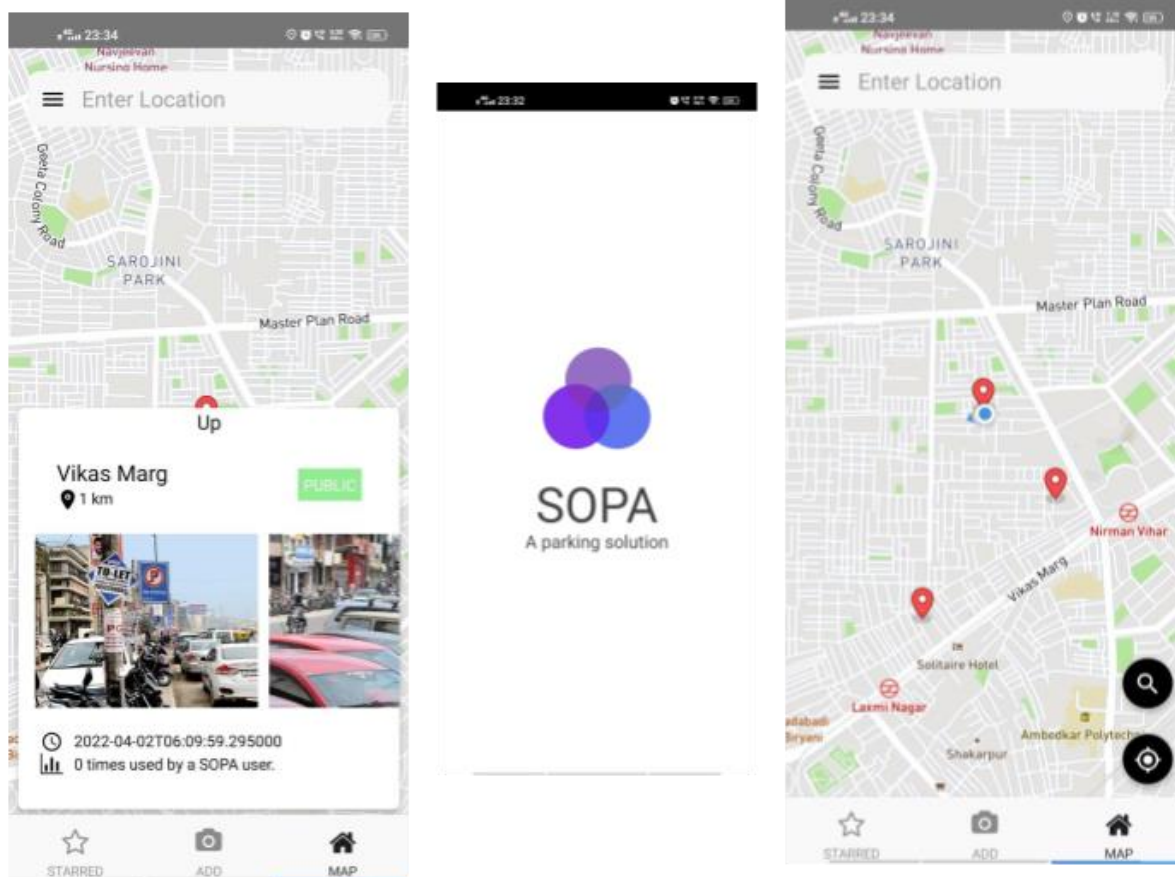 23:34
Navjeevan
Nursing Home
Enter Location
Geeta Colony Road
SAROJINI
PARK
Master Plan Road
Up
Vikas Marg
1 km
PUBLIC
TO-LET
P
2022-04-02T06:09:59.295000
0 times used by a SOPA user.
STARRED
ADD
MAP
23:32
SOPA
A parking solution
23:34
Navjeevan
Nursing Home
Enter Location
Geeta Colony Road
SAROJINI
PARK
Master Plan Road
Nirman Vihar
Vikas Marg
Solitaire Hotel
Laxmi Nagar
adabadi
Biryani
Ambedkar Polytechn
Shakarpur
STARRED
ADD
MAP